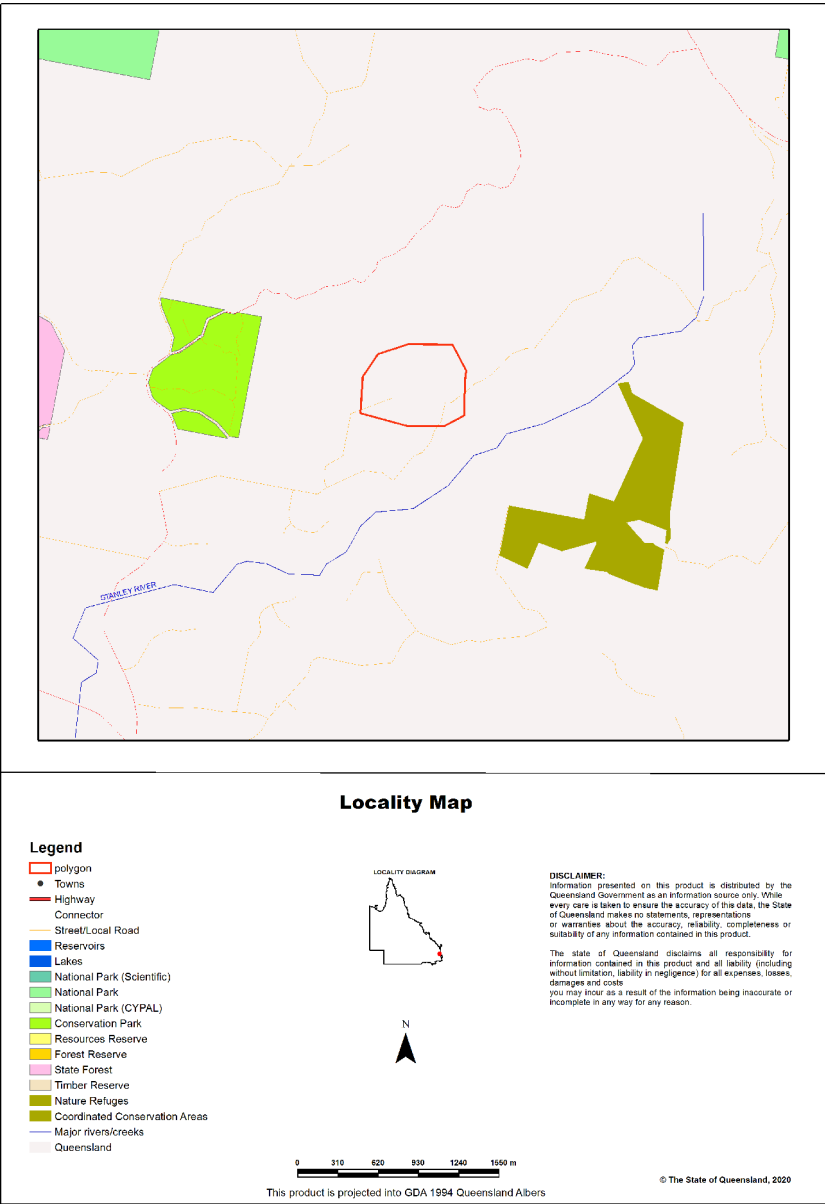 STANLEY RIVER
Locality Map
Legend
polygon
Towns
Highway
Connector
Street/Local Road
Reservoirs
Lakes
National Park (Scientific)
National Park
National Park (CYPAL)
Conservation Park
Resources Reserve
Forest Reserve
State Forest
Timber Reserve
Nature Refuges
Coordinated Conservation Areas
Major rivers/creeks
Queensland
LOCALITY DIAGRAM
N
0 310 620 930 1240 1550 m
This product is projected into GDA 1994 Queensland Albers
DISCLAIMER:
Information presented on this product is distributed by the
Queensland Government as an information source only. While
every care is taken to ensure the accuracy of this data, the State
of Queensland makes no statements, representations
or warranties about the accuracy, reliability, completeness or
suitability of any information contained in this product.
The state of Queensland disclaims all responsibility for
information contained in this product and all liability (including
without limitation, liability in negligence) for all expenses, losses,
damages and costs
you may incur as a result of the information being inaccurate or
incomplete in any way for any reason.
© The State of Queensland, 2020